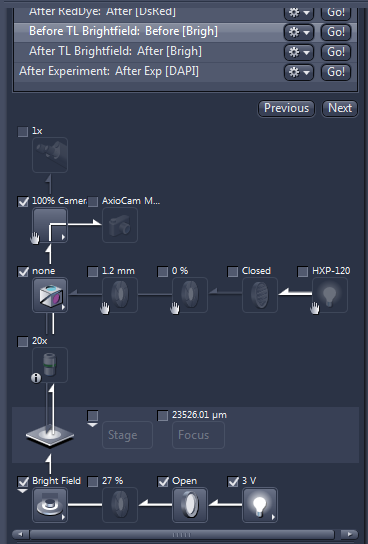 After RedDye: After [DsRed]
Go!
Before TL Brightfield: Before [Brigh]
Go!
After TL Brightfield: After [Brigh]
Go!
After Experiment: After Exp [DAPI]
Go!
Previous
Next
1x
100% Camer
AxioCam M...
none
1.2 mm
0 %
Closed
HXP-120
20x
23526.01 µm
Stage
Focus
Bright Field
27 %
Open
3 V